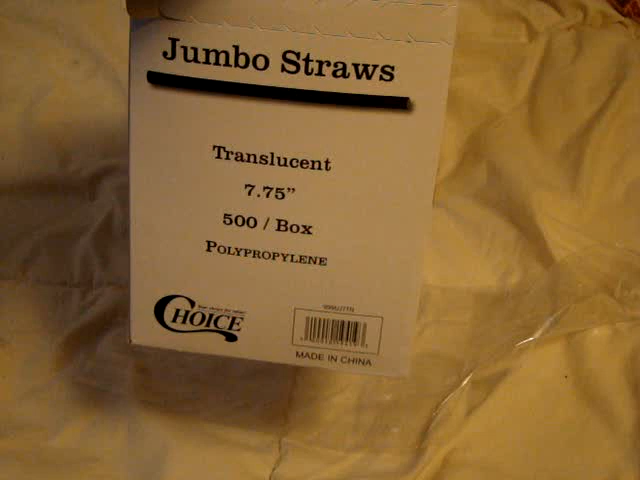 Jumbo Straws
Translucent
7.75”
500 / Box
POLYPROPYLENE
CHOICE
MADE IN CHINA